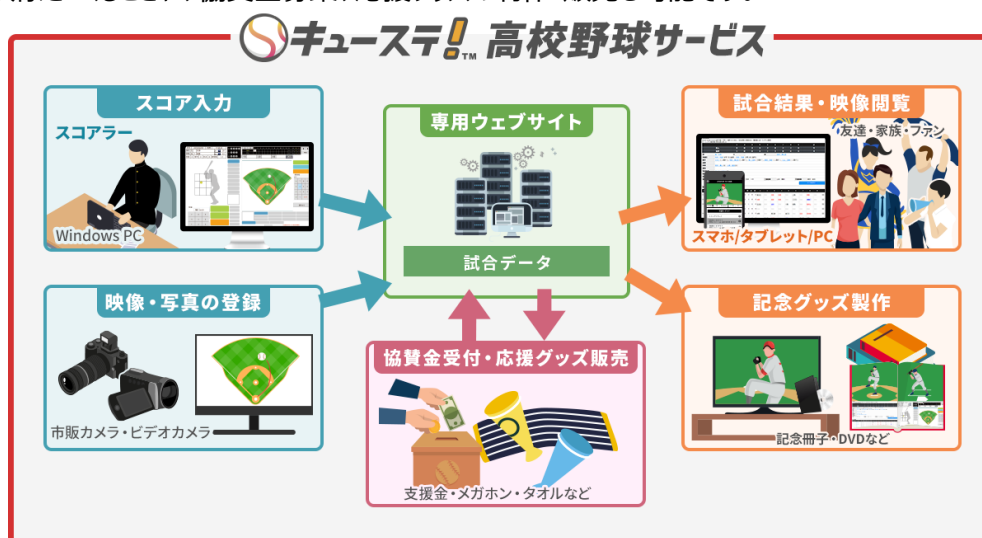 キューステ!™ 高校野球サービス
スコア入力
スコアラー
Windows PC
専用ウェブサイト
試合データ
試合結果・映像閲覧
友達・家族・ファン
スマホ/タブレット/PC
映像・写真の登録
市販カメラ・ビデオカメラ
協賛金受付・応援グッズ販売
支援金・メガホン・タオルなど
記念グッズ製作
記念冊子・DVDなど